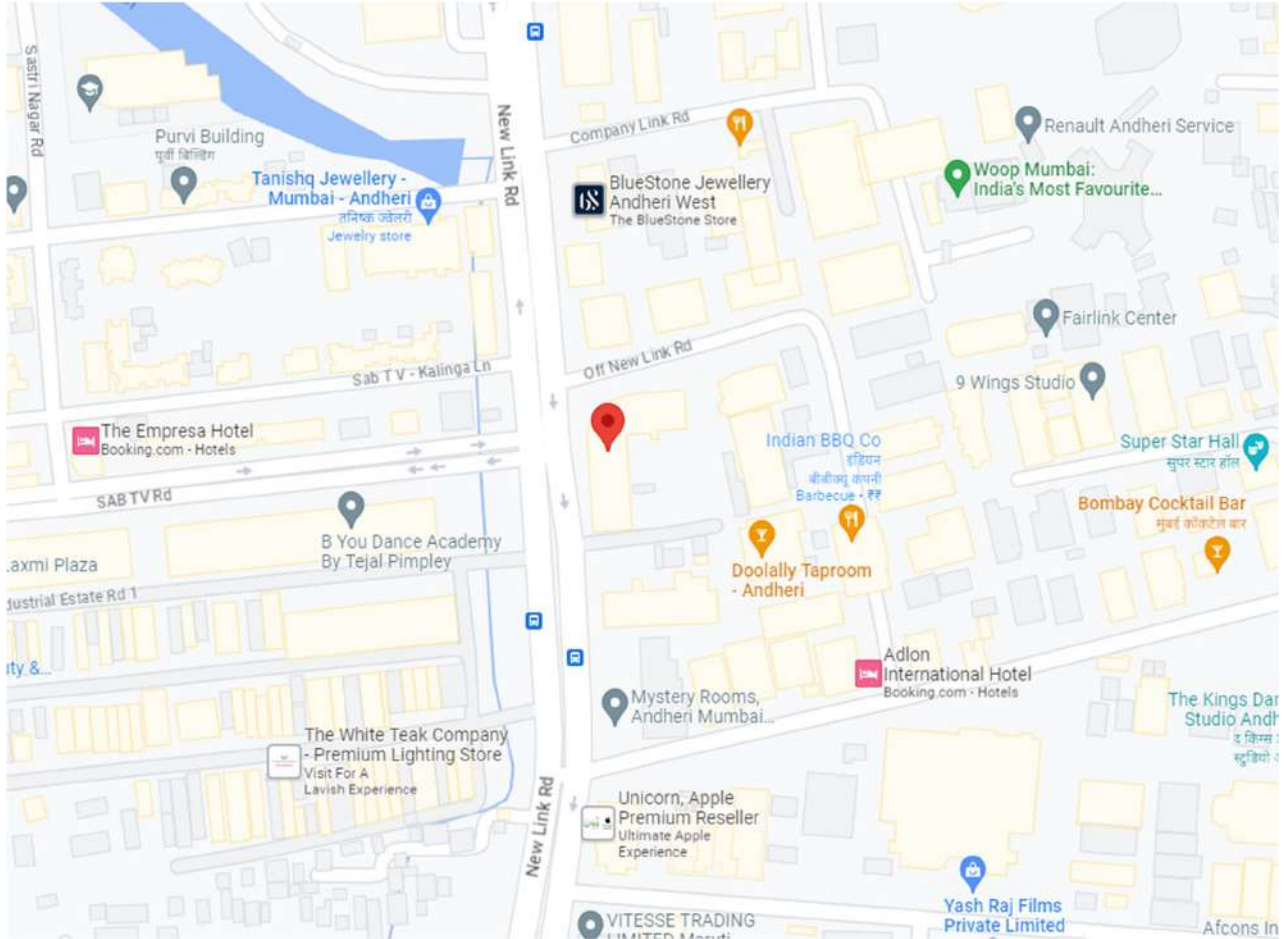 Sastri Nagar Rd
Purvi Building
पूर्वी बिल्डिंग
Tanishq Jewellery -
Mumbai - Andheri
तनिष्क ज्वेलरी
Jewelry store
New Link Rd
Company Link Rd
BlueStone Jewellery
Andheri West
The BlueStone Store
Renault Andheri Service
Woop Mumbai:
India's Most Favourite...
Fairlink Center
Off New Link Rd
Sab T V - Kalinga Ln
9 Wings Studio
The Empresa Hotel
Booking.com - Hotels
Indian BBQ Co
इंडियन
बीबीक्यू कंपनी
Barbecue - ₹₹
Super Star Hall
सुपर स्टार हॉल
SAB TV Rd
Bombay Cocktail Bar
मुंबई कॉकटेल बार
B You Dance Academy
By Tejal Pimpley
axmi Plaza
Doolally Taproom
- Andheri
dustrial Estate Rd 1
Adlon
International Hotel
Booking.com - Hotels
ty &...
Mystery Rooms,
Andheri Mumbai...
The Kings Dan
Studio Andh
द किंग्स
स्टुडियो
The White Teak Company
- Premium Lighting Store
Visit For A
Lavish Experience
Unicorn, Apple
Premium Reseller
Ultimate Apple
Experience
New Link Rd
Yash Raj Films
Private Limited
VITESSE TRADING
LIMITED Maruti
Afcons In